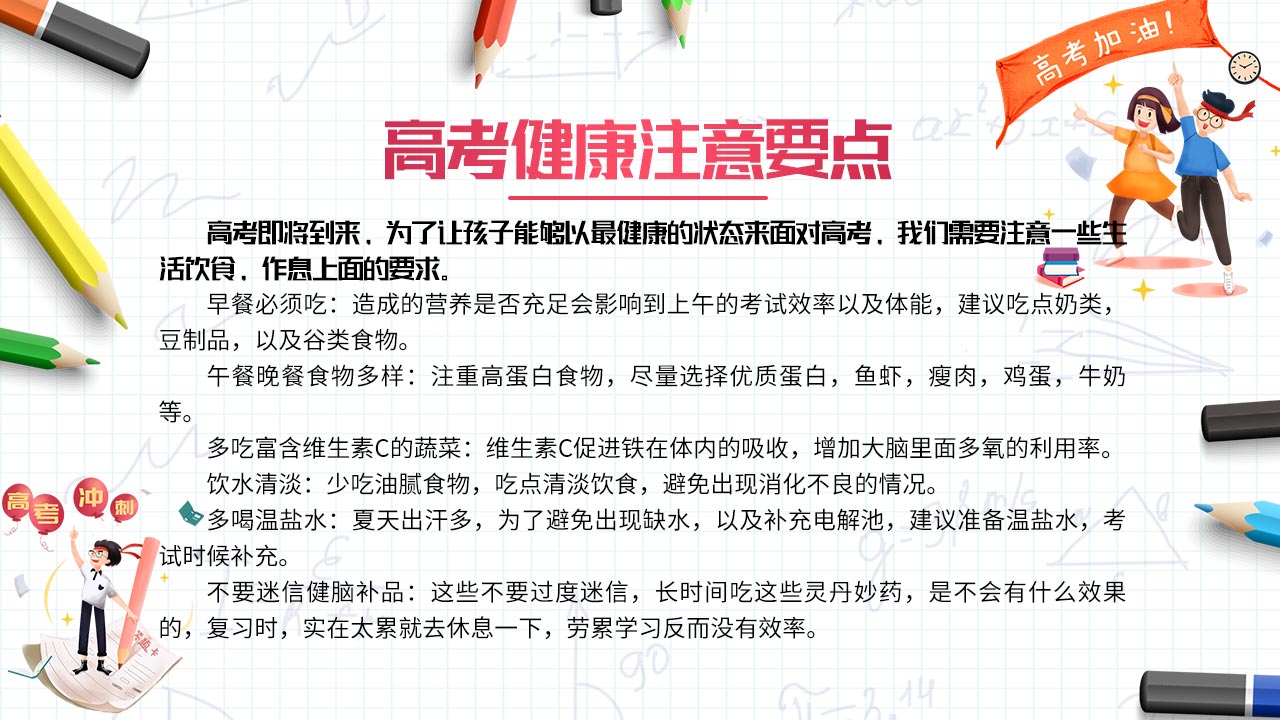 高考加油!
高考健康注意要点
高考即将到来，为了让孩子能够以最健康的状态来面对高考，我们需要注意一些生
活饮食，作息上面的要求。
早餐必须吃：造成的营养是否充足会影响到上午的考试效率以及体能，建议吃点奶类，
豆制品，以及谷类食物。
午餐晚餐食物多样：注重高蛋白食物，尽量选择优质蛋白，鱼虾，瘦肉，鸡蛋，牛奶
等。
多吃富含维生素C的蔬菜：维生素C促进铁在体内的吸收，增加大脑里面多氧的利用率。
饮水清淡：少吃油腻食物，吃点清淡饮食，避免出现消化不良的情况。
多喝温盐水：夏天出汗多，为了避免出现缺水，以及补充电解池，建议准备温盐水，考
试时候补充。
不要迷信健脑补品：这些不要过度迷信，长时间吃这些灵丹妙药，是不会有什么效果
的，复习时，实在太累就去休息一下，劳累学习反而没有效率。
高考冲刺
答题卡
90
π=3.14